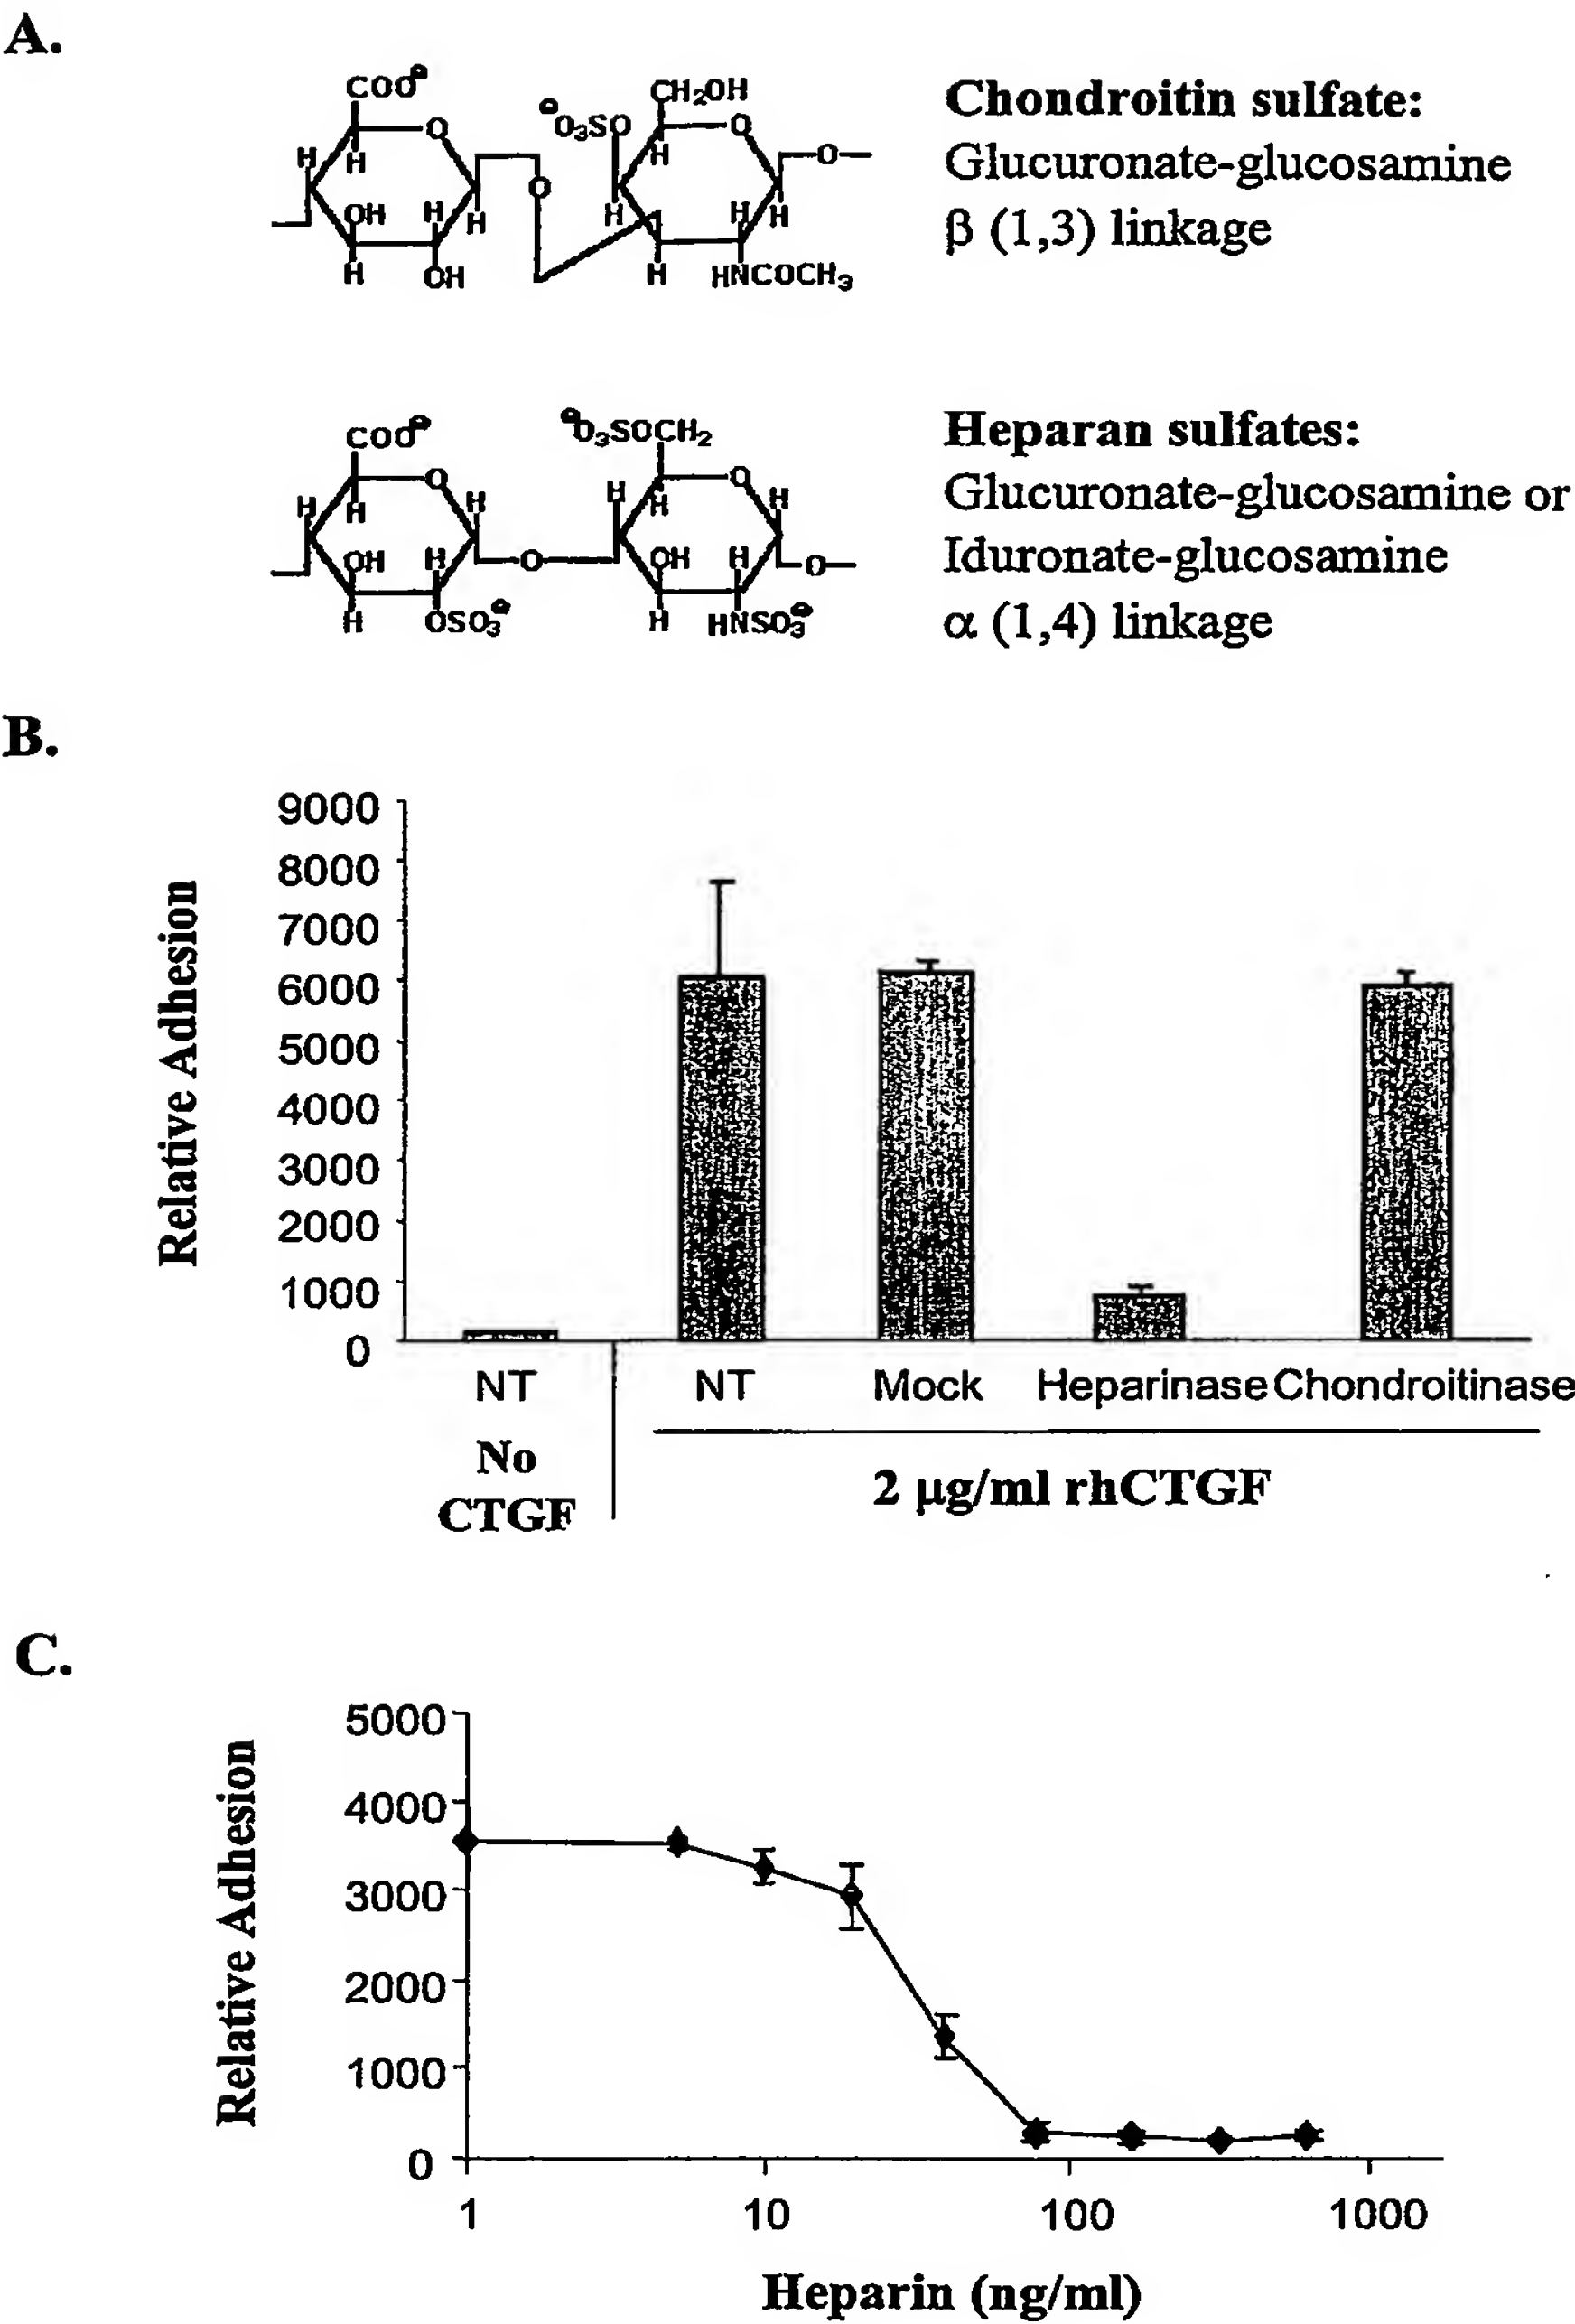 A.
COO⊖
O
H
H
OH
H
H
H
OH
O
⊖O₃SO
CH₂OH
O
H
H
H
H
H
HNCOCH₃
O
Chondroitin sulfate:
Glucuronate-glucosamine
β (1,3) linkage
COO⊖
O
H
H
OH
H
H
H
OSO₃⊖
O
⊖O₃SOCH₂
O
H
H
OH
H
H
H
HNSO₃⊖
O
Heparan sulfates:
Glucuronate-glucosamine or
Iduronate-glucosamine
α (1,4) linkage
B.
Relative Adhesion
9000
8000
7000
6000
5000
4000
3000
2000
1000
0
NT
NT
Mock
Heparinase
Chondroitinase
No
CTGF
2 μg/ml rhCTGF
C.
Relative Adhesion
5000
4000
3000
2000
1000
0
1
10
100
1000
Heparin (ng/ml)